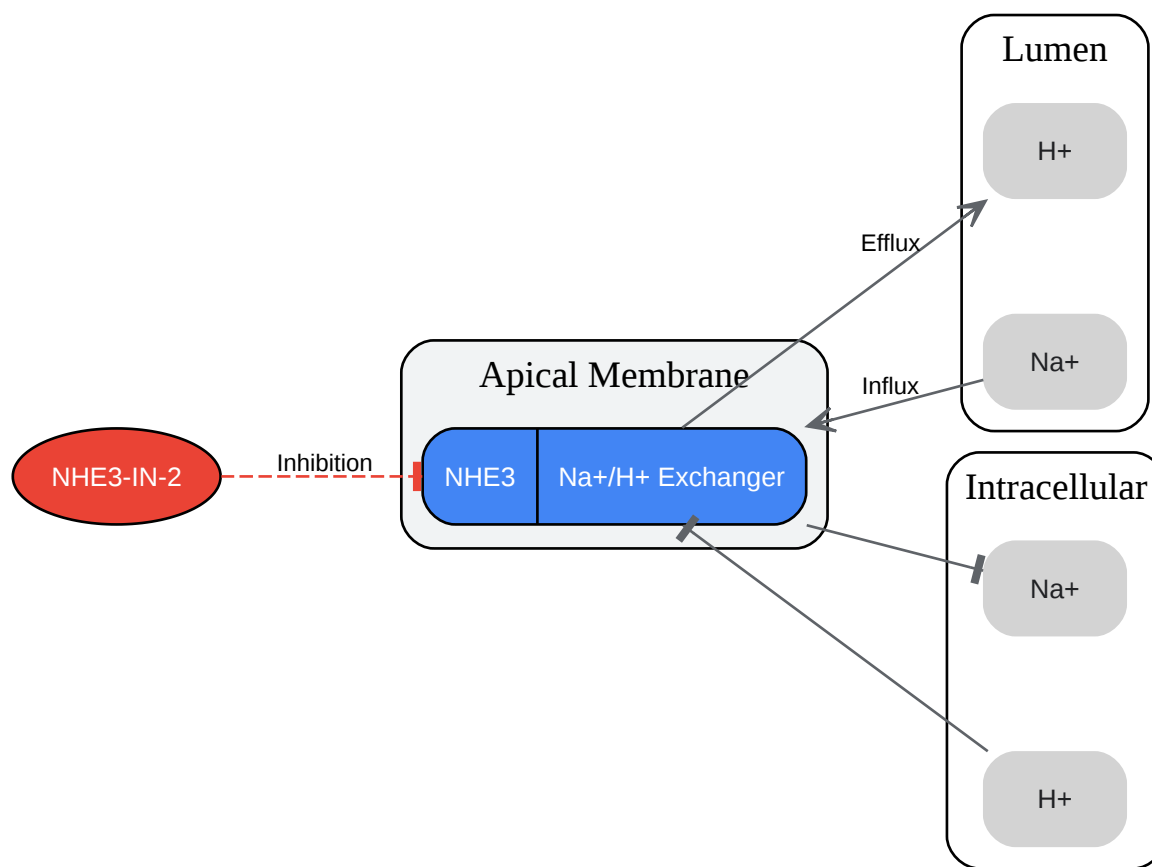 Lumen
H+
Efflux
Na+
Influx
Apical Membrane
NHE3
Na+/H+ Exchanger
NHE3-IN-2
Inhibition
Intracellular
Na+
H+